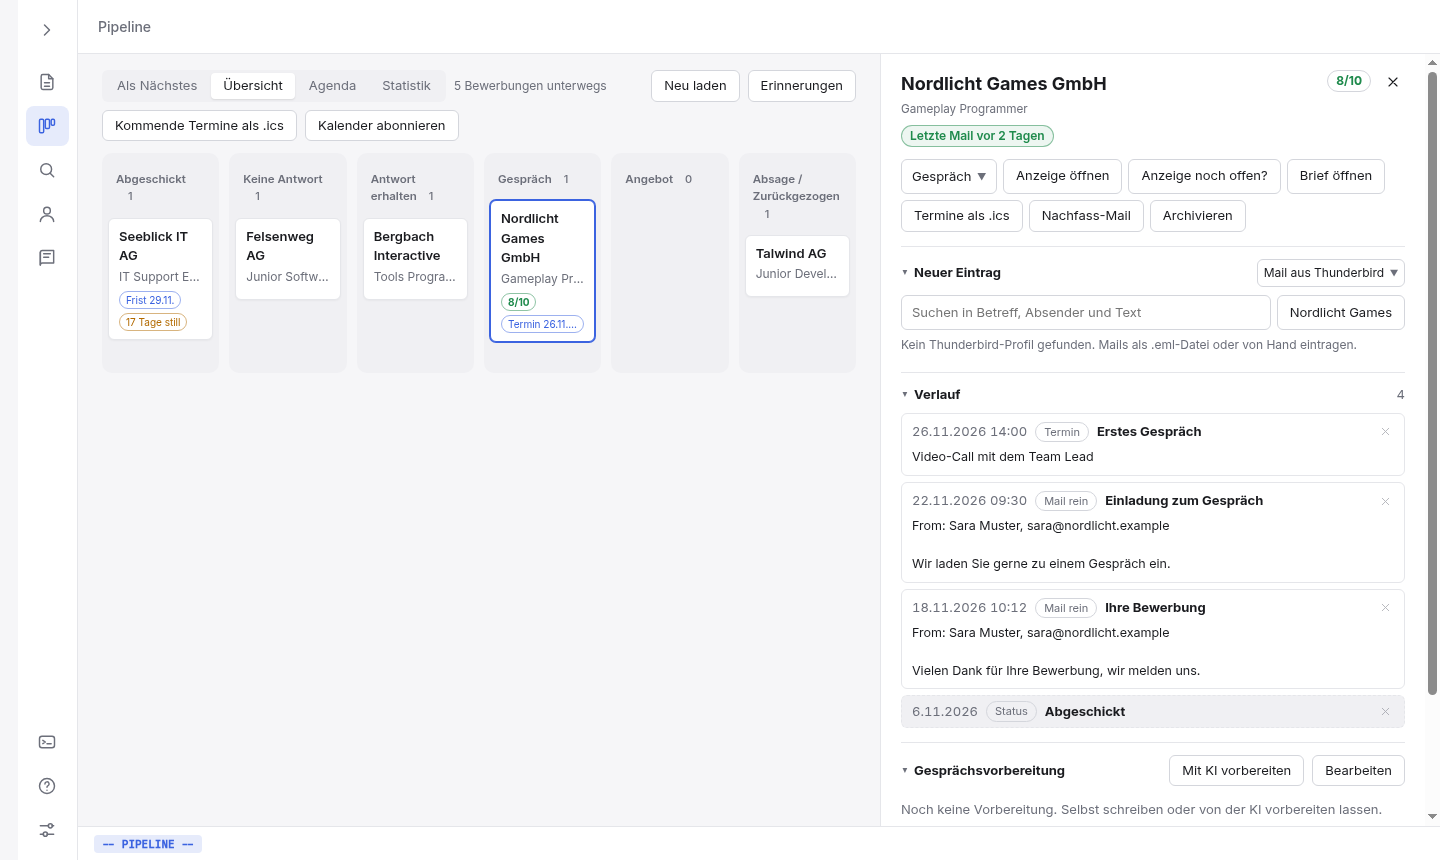 Pipeline
Als Nächstes
Übersicht
Agenda
Statistik
5 Bewerbungen unterwegs
Neu laden
Erinnerungen
Kommende Termine als .ics
Kalender abonnieren
Abgeschickt
1
Seeblick IT
AG
IT Support E...
Frist 29.11.
17 Tage still
Keine Antwort
1
Felsenweg
AG
Junior Softw...
Antwort
erhalten 1
Bergbach
Interactive
Tools Progra...
Gespräch 1
Nordlicht
Games
GmbH
Gameplay Pr...
8/10
Termin 26.11....
Angebot 0
Absage /
Zurückgezogen
1
Talwind AG
Junior Devel...
Nordlicht Games GmbH
8/10
Gameplay Programmer
Letzte Mail vor 2 Tagen
Gespräch
Anzeige öffnen
Anzeige noch offen?
Brief öffnen
Termine als .ics
Nachfass-Mail
Archivieren
Neuer Eintrag
Mail aus Thunderbird
Suchen in Betreff, Absender und Text
Nordlicht Games
Kein Thunderbird-Profil gefunden. Mails als .eml-Datei oder von Hand eintragen.
Verlauf
4
26.11.2026 14:00 Termin Erstes Gespräch
Video-Call mit dem Team Lead
22.11.2026 09:30 Mail rein Einladung zum Gespräch
From: Sara Muster, sara@nordlicht.example
Wir laden Sie gerne zu einem Gespräch ein.
18.11.2026 10:12 Mail rein Ihre Bewerbung
From: Sara Muster, sara@nordlicht.example
Vielen Dank für Ihre Bewerbung, wir melden uns.
6.11.2026 Status Abgeschickt
Gesprächsvorbereitung
Mit KI vorbereiten
Bearbeiten
Noch keine Vorbereitung. Selbst schreiben oder von der KI vorbereiten lassen.
-- PIPELINE --